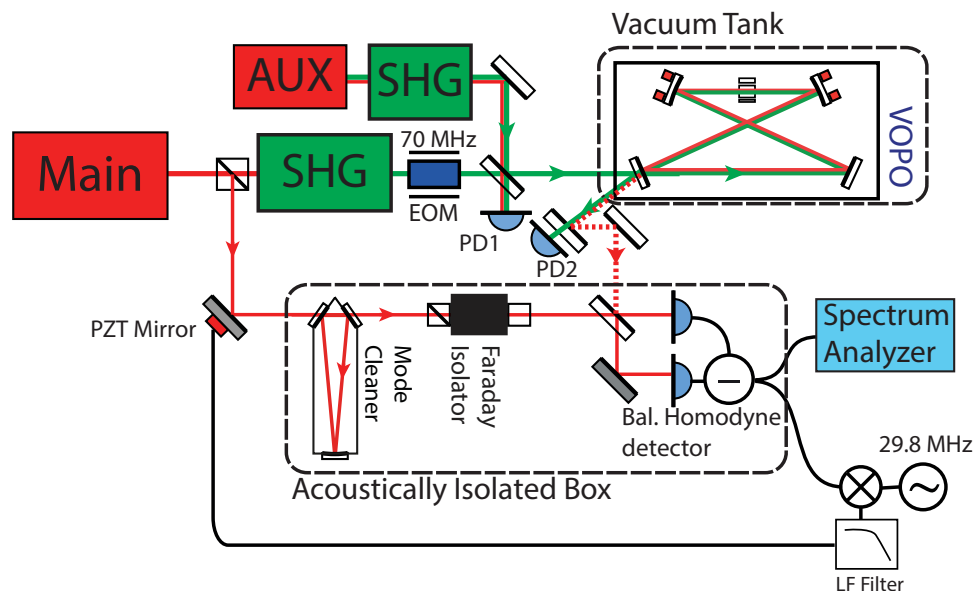 Vacuum Tank
AUX
SHG
VOPO
Main
SHG
70 MHz
EOM
PD1
PD2
PZT Mirror
Mode
Cleaner
Faraday
Isolator
Spectrum
Analyzer
Bal. Homodyne
detector
29.8 MHz
Acoustically Isolated Box
LF Filter